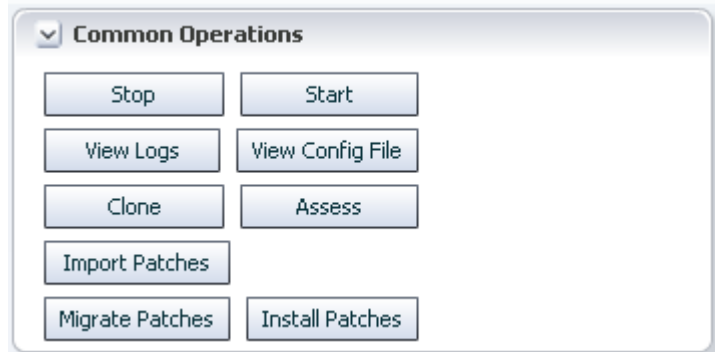 Common Operations
Stop Start
View Logs View Config File
Clone Assess
Import Patches
Migrate Patches Install Patches